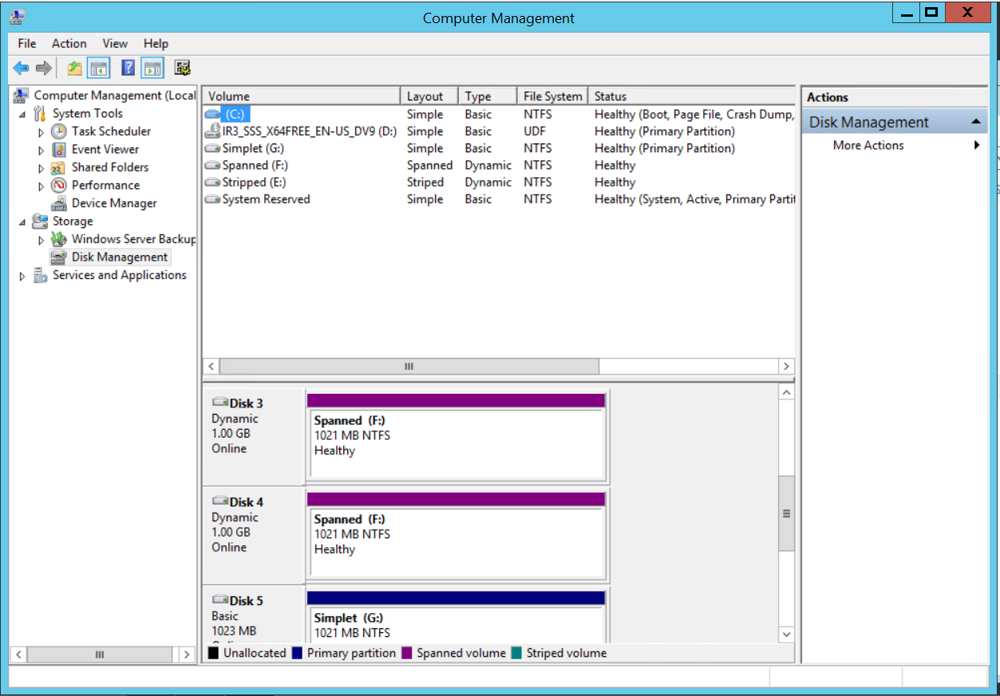 Computer Management
X
File Action View Help
Computer Management (Local
System Tools
Task Scheduler
Event Viewer
Shared Folders
Performance
Device Manager
Storage
Windows Server Backup
Disk Management
Services and Applications
Volume Layout Type File System Status
(C:) Simple Basic NTFS Healthy (Boot, Page File, Crash Dump,
IR3_SSS_X64FREE_EN-US_DV9 (D:) Simple Basic UDF Healthy (Primary Partition)
Simplet (G:) Simple Basic NTFS Healthy (Primary Partition)
Spanned (F:) Spanned Dynamic NTFS Healthy
Stripped (E:) Striped Dynamic NTFS Healthy
System Reserved Simple Basic NTFS Healthy (System, Active, Primary Partit
Disk 3
Dynamic
1.00 GB
Online
Spanned (F:)
1021 MB NTFS
Healthy
Disk 4
Dynamic
1.00 GB
Online
Spanned (F:)
1021 MB NTFS
Healthy
Disk 5
Basic
1023 MB
Simplet (G:)
1021 MB NTFS
Unallocated Primary partition Spanned volume Striped volume
Actions
Disk Management
More Actions